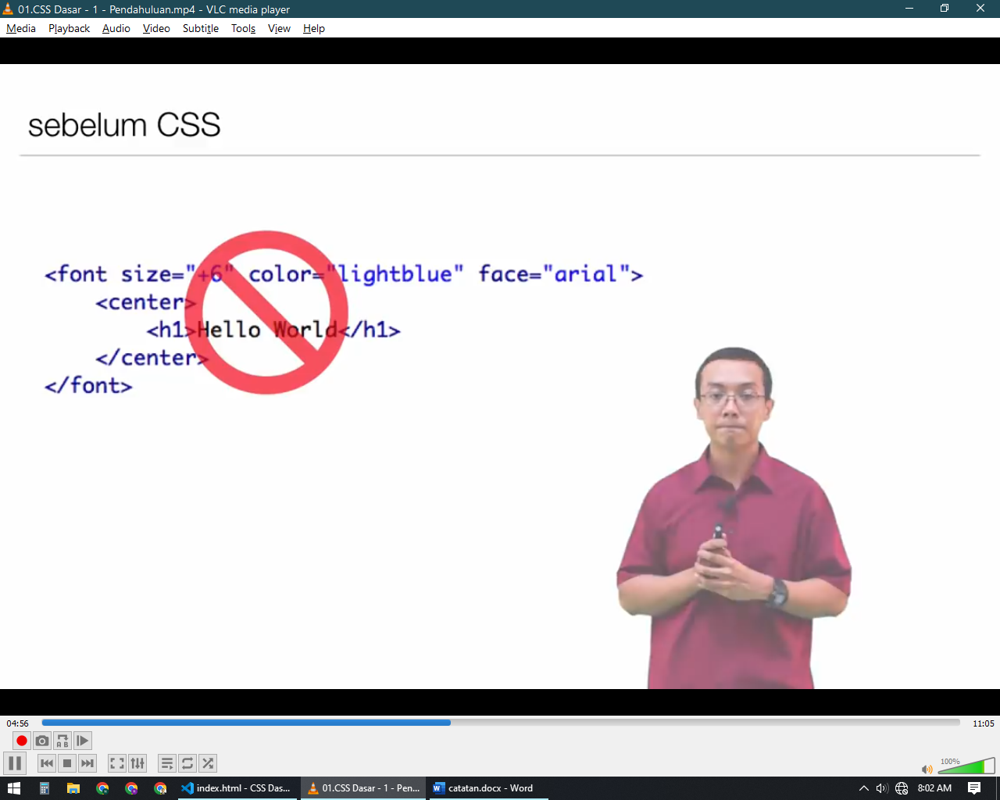 01.CSS Dasar - 1 - Pendahuluan.mp4 - VLC media player
Media Playback Audio Video Subtitle Tools View Help
sebelum CSS
<font size="+6" color="lightblue" face="arial">
<center>
<h1>Hello World</h1>
</center>
</font>
04:56
11:05
A B
100%
index.html - CSS Das...
01.CSS Dasar - 1 - Pen...
catatan.docx - Word
8:02 AM